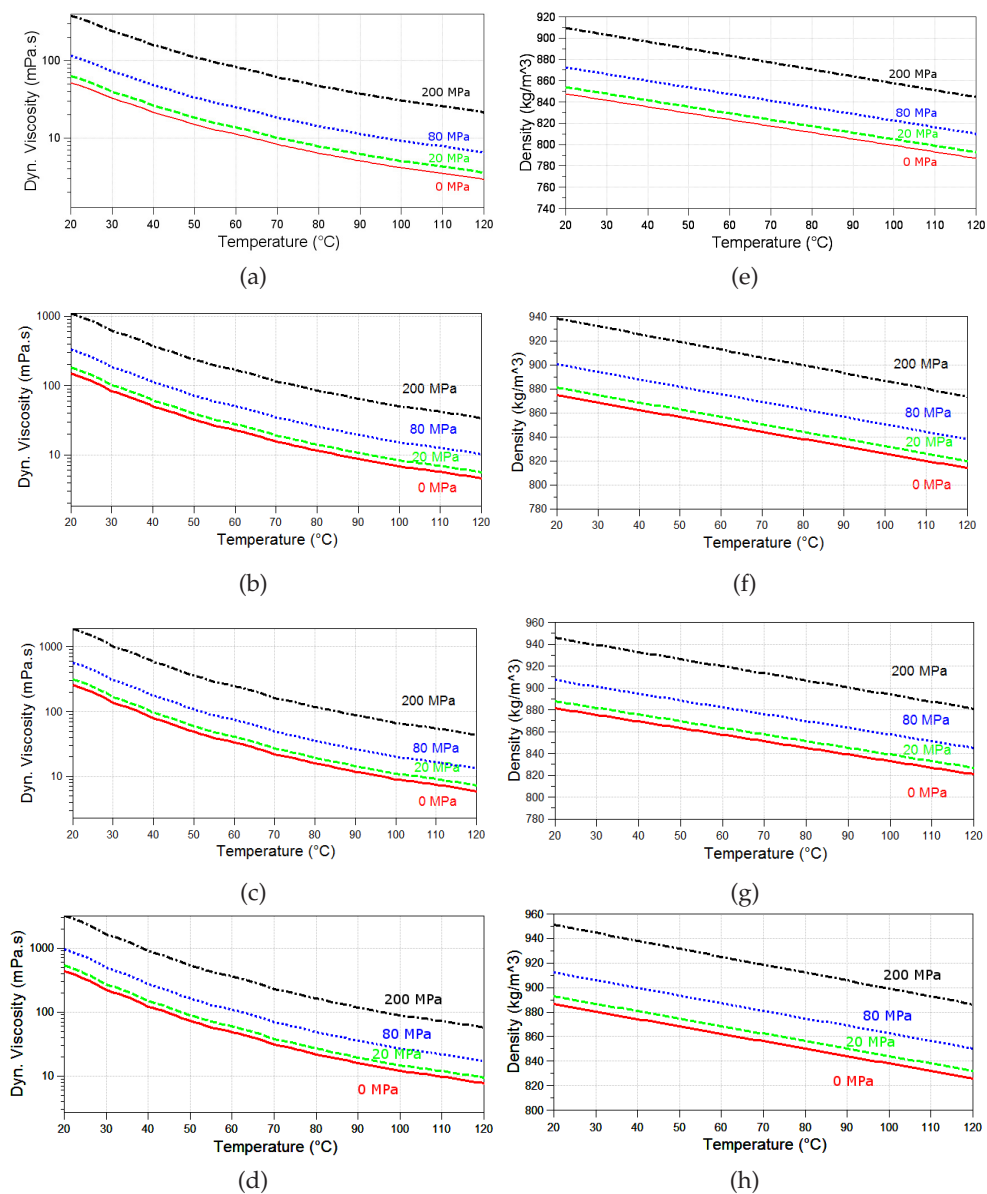 Dyn. Viscosity (mPa.s)
100
10
200 MPa
80 MPa
20 MPa
0 MPa
20 30 40 50 60 70 80 90 100 110 120
Temperature (°C)
(a)
Density (kg/m^3)
920
900
880
860
840
820
800
780
760
740
200 MPa
80 MPa
20 MPa
0 MPa
20 30 40 50 60 70 80 90 100 110 120
Temperature (°C)
(e)
Dyn. Viscosity (mPa.s)
1000
100
10
200 MPa
80 MPa
20 MPa
0 MPa
20 30 40 50 60 70 80 90 100 110 120
Temperature (°C)
(b)
Density (kg/m^3)
940
920
900
880
860
840
820
800
780
200 MPa
80 MPa
20 MPa
0 MPa
20 30 40 50 60 70 80 90 100 110 120
Temperature (°C)
(f)
Dyn. Viscosity (mPa.s)
1000
100
10
200 MPa
80 MPa
20 MPa
0 MPa
20 30 40 50 60 70 80 90 100 110 120
Temperature (°C)
(c)
Density (kg/m^3)
960
940
920
900
880
860
840
820
800
780
200 MPa
80 MPa
20 MPa
0 MPa
20 30 40 50 60 70 80 90 100 110 120
Temperature (°C)
(g)
Dyn. Viscosity (mPa.s)
1000
100
10
200 MPa
80 MPa
20 MPa
0 MPa
20 30 40 50 60 70 80 90 100 110 120
Temperature (°C)
(d)
Density (kg/m^3)
960
940
920
900
880
860
840
820
800
200 MPa
80 MPa
20 MPa
0 MPa
20 30 40 50 60 70 80 90 100 110 120
Temperature (°C)
(h)